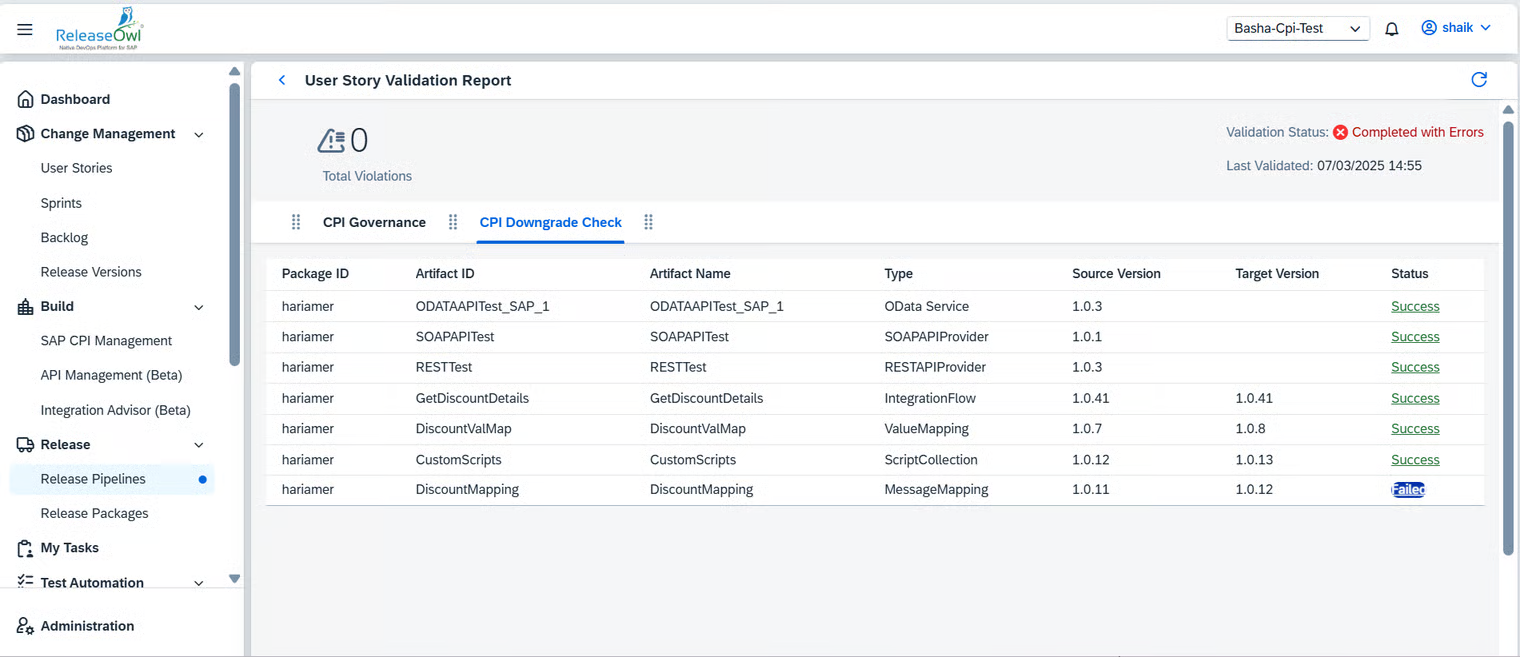 ReleaseOwl
Native DevOps Platform for SAP
Basha-Cpi-Test
shaik
Dashboard
Change Management
User Stories
Sprints
Backlog
Release Versions
Build
SAP CPI Management
API Management (Beta)
Integration Advisor (Beta)
Release
Release Pipelines
Release Packages
My Tasks
Test Automation
Administration
User Story Validation Report
0
Total Violations
Validation Status: Completed with Errors
Last Validated: 07/03/2025 14:55
CPI Governance CPI Downgrade Check
Package ID Artifact ID Artifact Name Type Source Version Target Version Status
hariamer ODATAAPITest_SAP_1 ODATAAPITest_SAP_1 OData Service 1.0.3 Success
hariamer SOAPAPITest SOAPAPITest SOAPAPIProvider 1.0.1 Success
hariamer RESTTest RESTTest RESTAPIProvider 1.0.3 Success
hariamer GetDiscountDetails GetDiscountDetails IntegrationFlow 1.0.41 1.0.41 Success
hariamer DiscountValMap DiscountValMap ValueMapping 1.0.7 1.0.8 Success
hariamer CustomScripts CustomScripts ScriptCollection 1.0.12 1.0.13 Success
hariamer DiscountMapping DiscountMapping MessageMapping 1.0.11 1.0.12 Failed